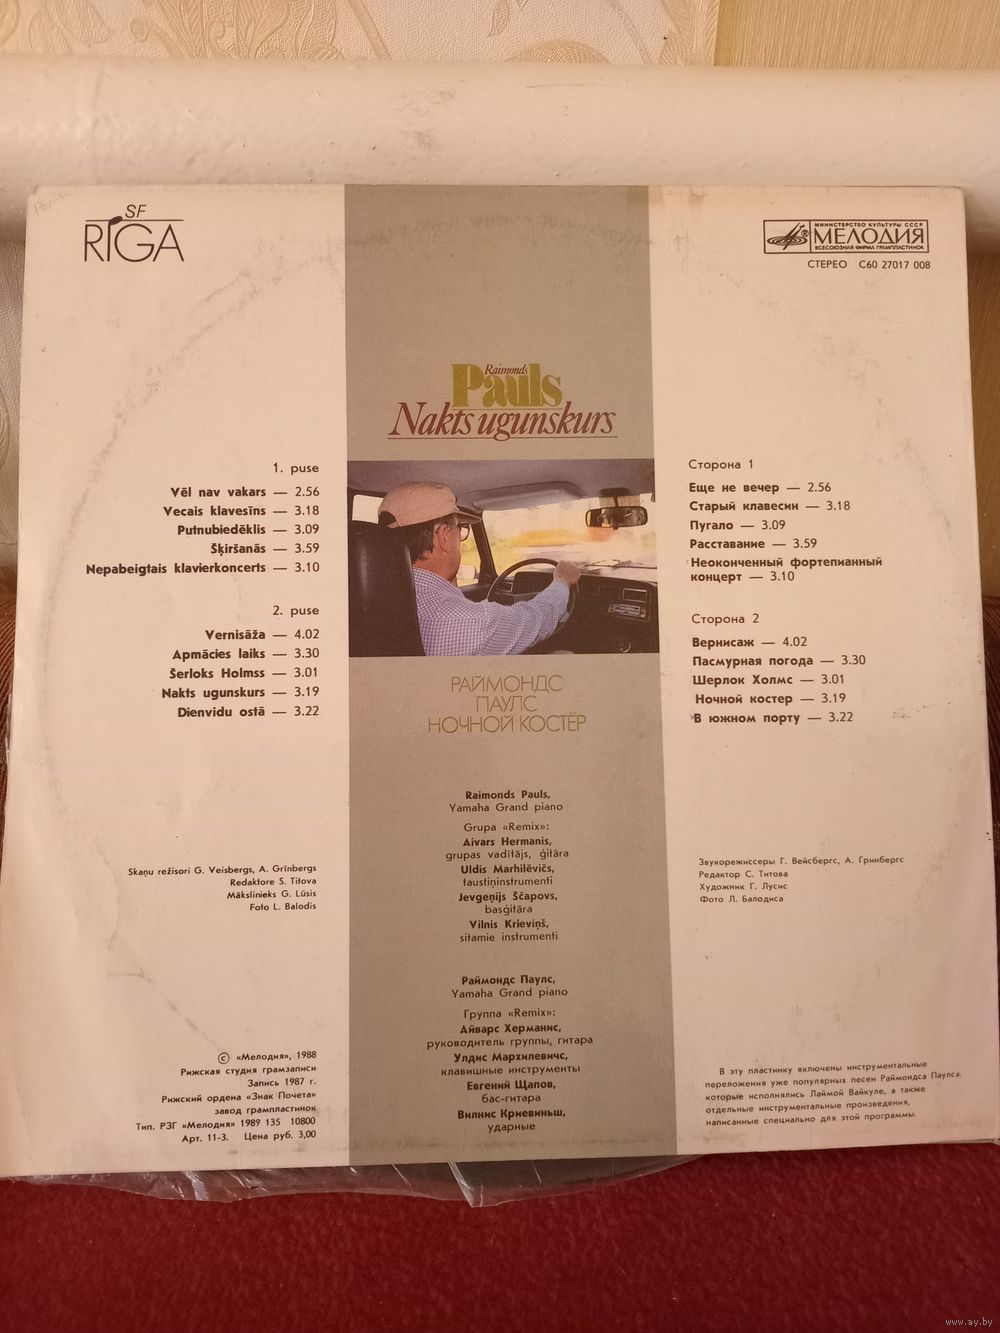 SF
RIGA
МИНИСТЕРСТВО КУЛЬТУРЫ СССР
МЕЛОДИЯ
ВСЕСОЮЗНАЯ ФИРМА ГРАМПЛАСТИНОК
СТЕРЕО С60 27017 008
Raimonds
Pauls
Nakts ugunskurs
1. puse
Vēl nav vakars — 2.56
Vecais klavesīns — 3.18
Putnubiedēklis — 3.09
Šķiršanās — 3.59
Nepabeigtais klavierkoncerts — 3.10
2. puse
Vernisāža — 4.02
Apmācies laiks — 3.30
Šerloks Holmss — 3.01
Nakts ugunskurs — 3.19
Dienvidu ostā — 3.22
Сторона 1
Еще не вечер — 2.56
Старый клавесин — 3.18
Пугало — 3.09
Расставание — 3.59
Неоконченный фортепианный
концерт — 3.10
Сторона 2
Вернисаж — 4.02
Пасмурная погода — 3.30
Шерлок Холмс — 3.01
Ночной костер — 3.19
В южном порту — 3.22
РАЙМОНДС
ПАУЛС
НОЧНОЙ КОСТЁР
Raimonds Pauls,
Yamaha Grand piano
Grupa «Remix»:
Aivars Hermanis,
grupas vadītājs, ģitāra
Uldis Marhilēvičs,
taustiņinstrumenti
Jevgeņijs Ščapovs,
basģitāra
Vilnis Krieviņš,
sitamie instrumenti
Раймондс Паулс,
Yamaha Grand piano
Группа «Remix»:
Айварс Херманис,
руководитель группы, гитара
Улдис Мархилевичс,
клавишные инструменты
Евгений Щапов,
бас-гитара
Вилнис Криевиньш,
ударные
Skaņu režisori G. Veisbergs, A. Grīnbergs
Redaktore S. Titova
Mākslinieks G. Lūsis
Foto L. Balodis
Звукорежиссеры Г. Вейсбергс, А. Гринбергс
Редактор С. Титова
Художник Г. Лусис
Фото Л. Балодиса
© «Мелодия», 1988
Рижская студия грамзаписи
Запись 1987 г.
Рижский ордена «Знак Почета»
завод грампластинок
Тип. РЗГ «Мелодия» 1989 135 10800
Арт. 11-3. Цена руб. 3,00
В эту пластинку включены инструментальные
переложения уже популярных песен Раймондса Паулса,
которые исполнялись Лаймой Вайкуле, а также
отдельные инструментальные произведения,
написанные специально для этой программы.
www.ay.by